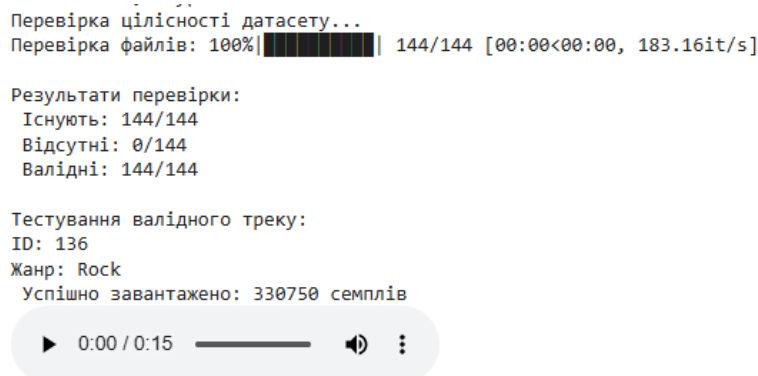 Перевірка цілісності датасету...
Перевірка файлів: 100%|██████████| 144/144 [00:00<00:00, 183.16it/s]
Результати перевірки:
Існують: 144/144
Відсутні: 0/144
Валідні: 144/144
Тестування валідного треку:
ID: 136
Жанр: Rock
Успішно завантажено: 330750 семплів
0:00 / 0:15